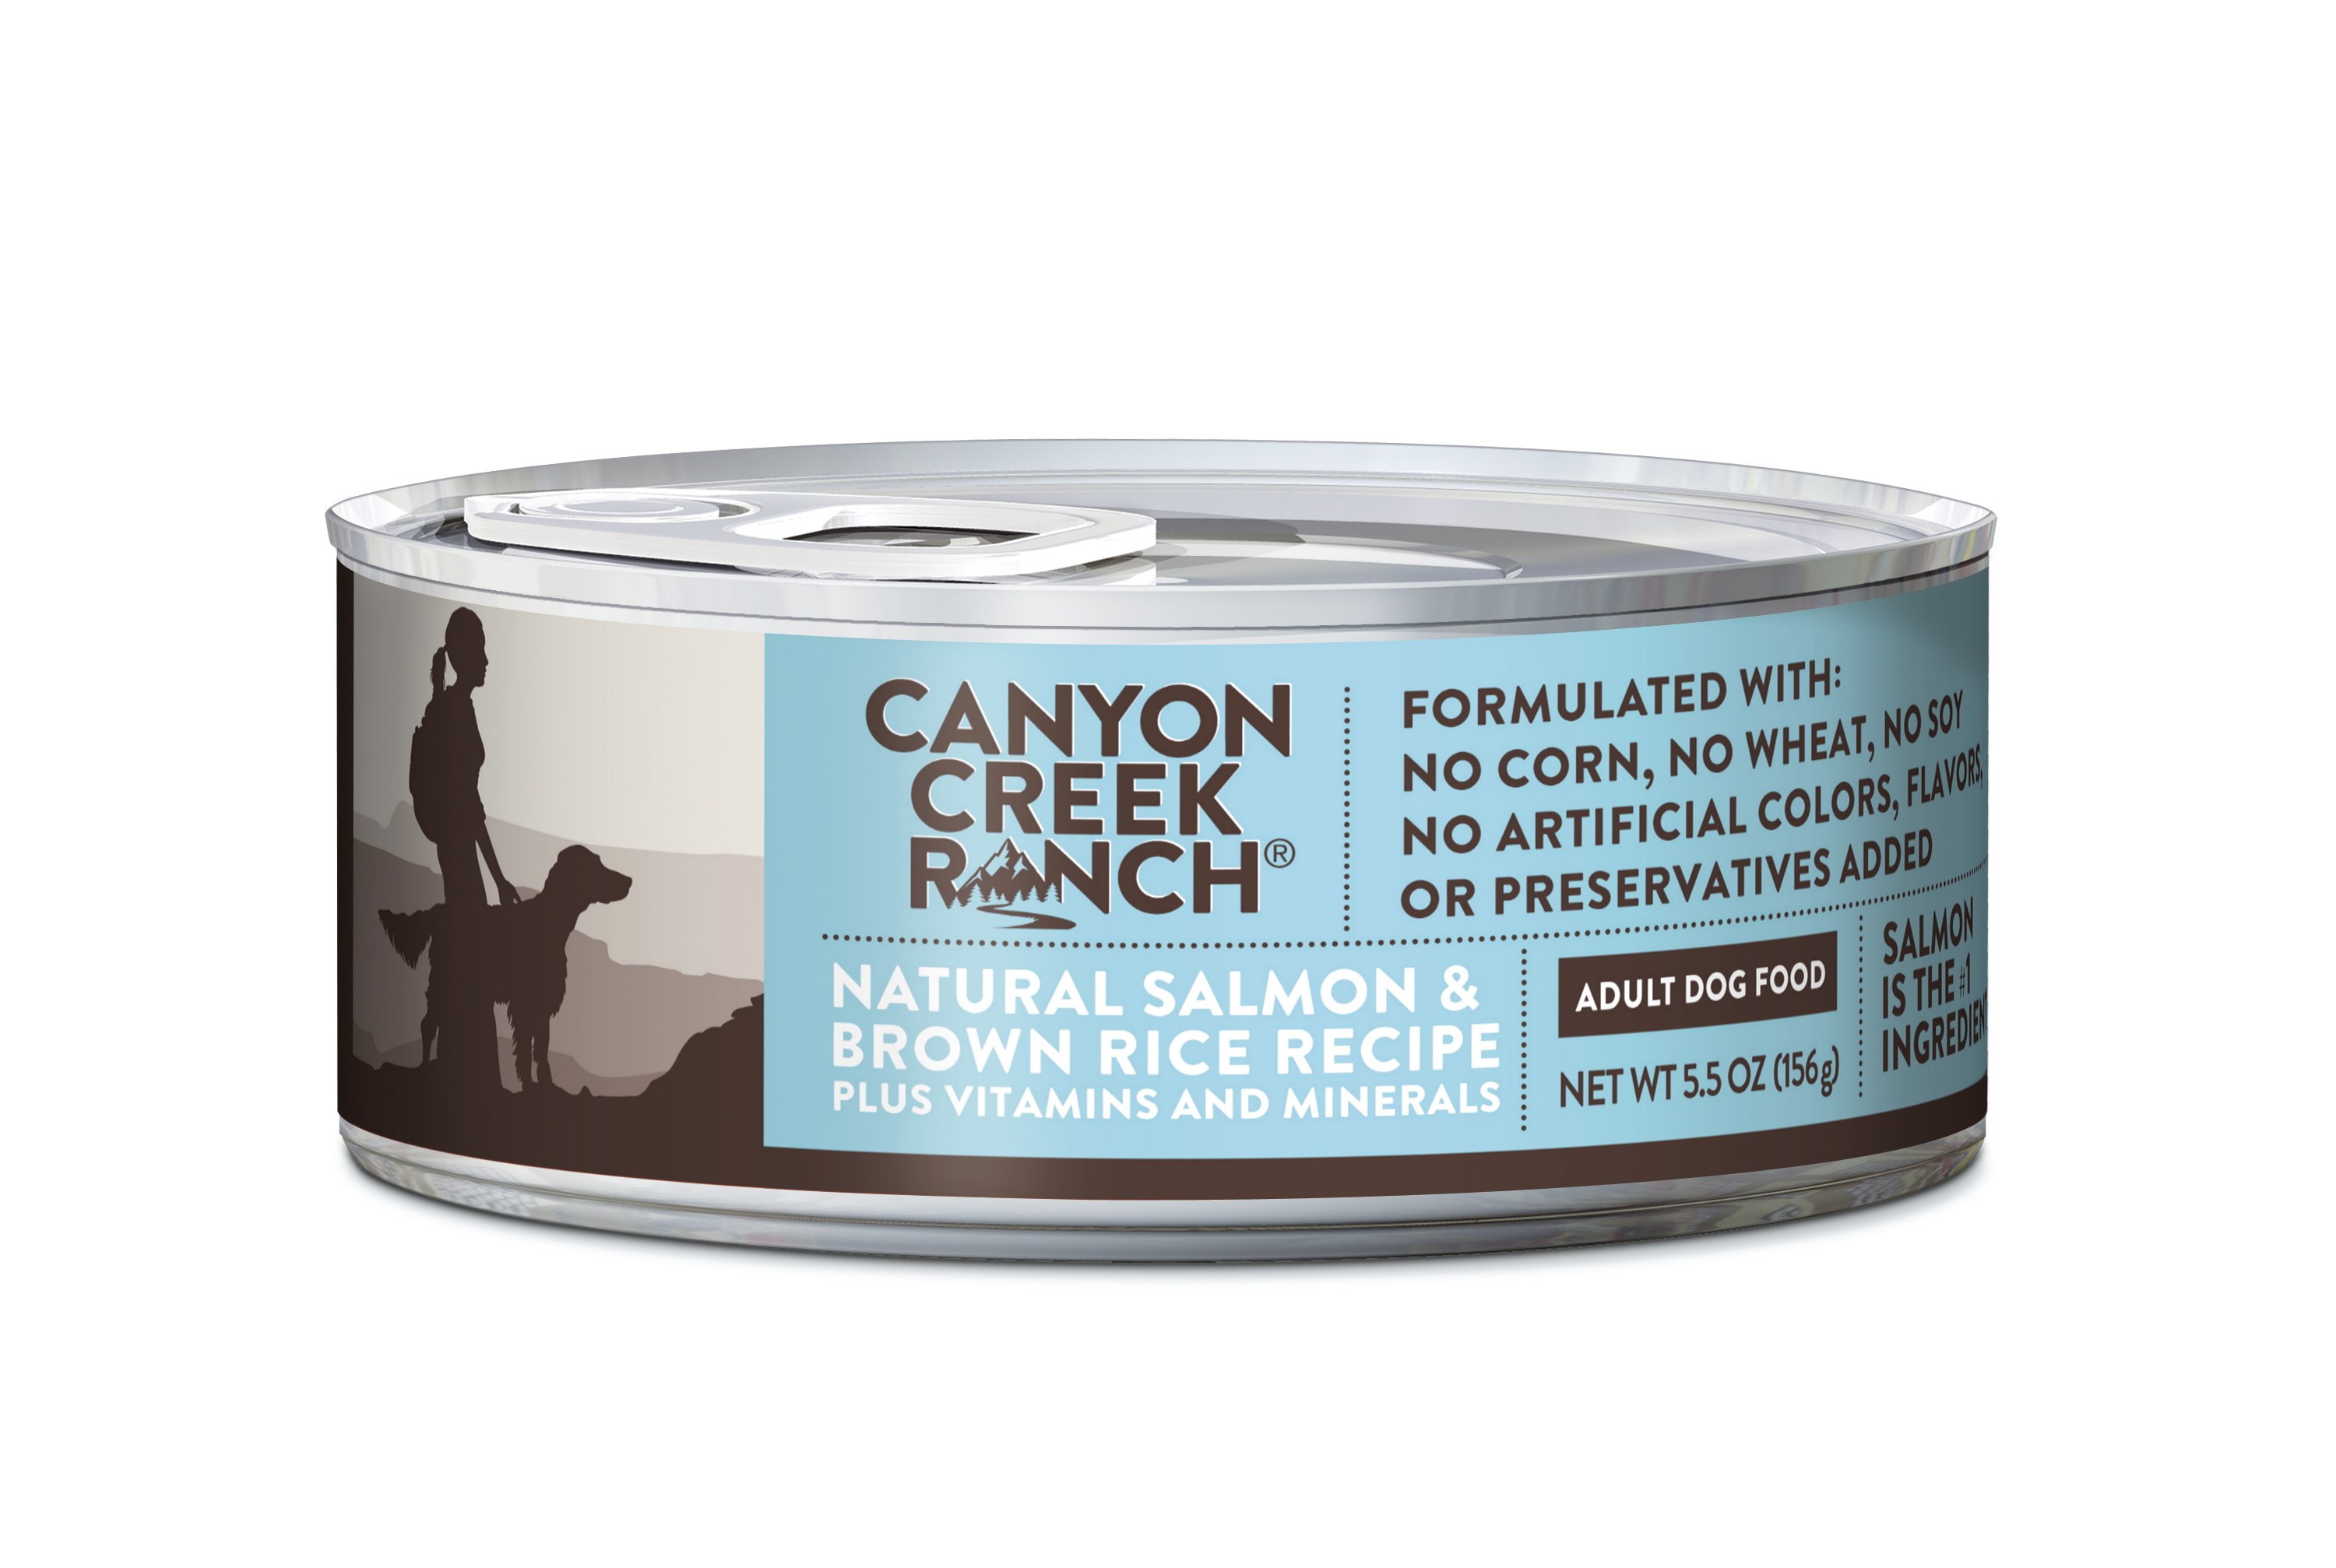 CANYON
CREEK
RANCH®
FORMULATED WITH:
NO CORN, NO WHEAT, NO SOY
NO ARTIFICIAL COLORS, FLAVORS,
OR PRESERVATIVES ADDED
NATURAL SALMON &
BROWN RICE RECIPE
PLUS VITAMINS AND MINERALS
ADULT DOG FOOD
NET WT 5.5 OZ (156g)
SALMON
IS THE #1
INGREDIEN